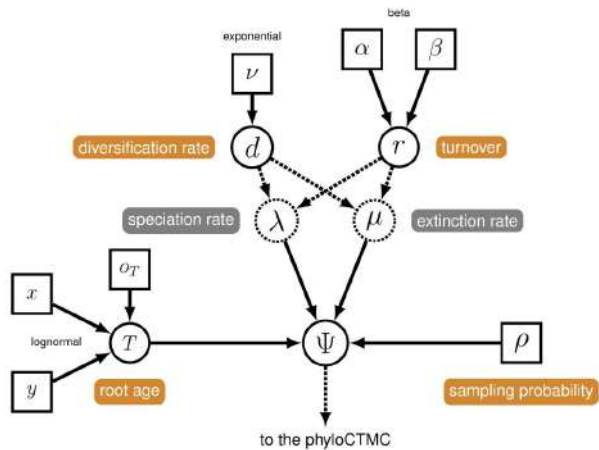 beta
exponential
α
β
ν
diversification rate
d
r
turnover
speciation rate
λ
μ
extinction rate
x
o_T
lognormal
T
Ψ
ρ
y
root age
sampling probability
to the phyloCTMC